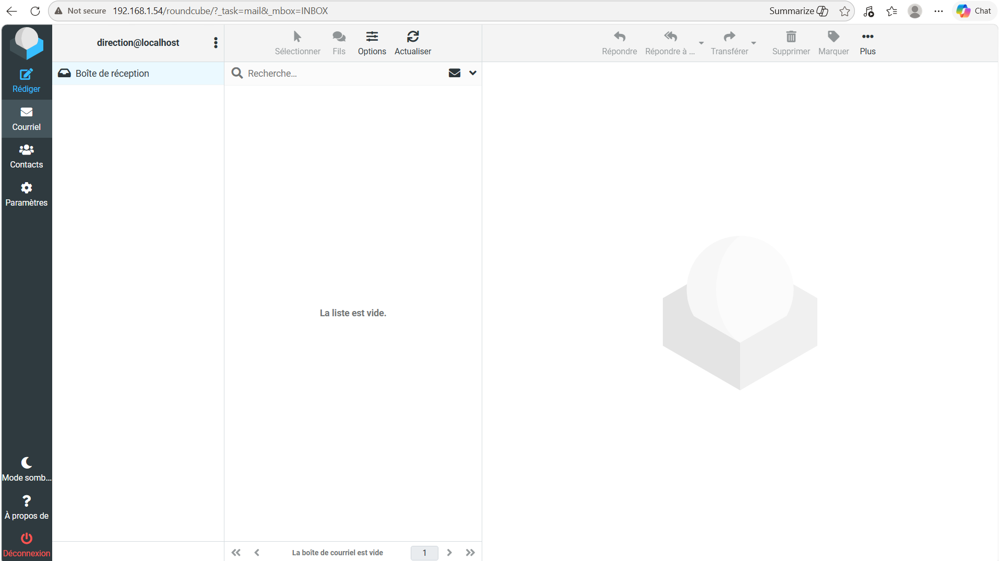 Not secure 192.168.1.54/roundcube/?_task=mail&_mbox=INBOX Summarize Chat
direction@localhost
Sélectionner Fils Options Actualiser
Répondre Répondre à ... Transférer Supprimer Marquer Plus
Rédiger
Courriel
Contacts
Paramètres
Mode somb...
À propos de
Déconnexion
Boîte de réception
Recherche...
La liste est vide.
La boîte de courriel est vide 1